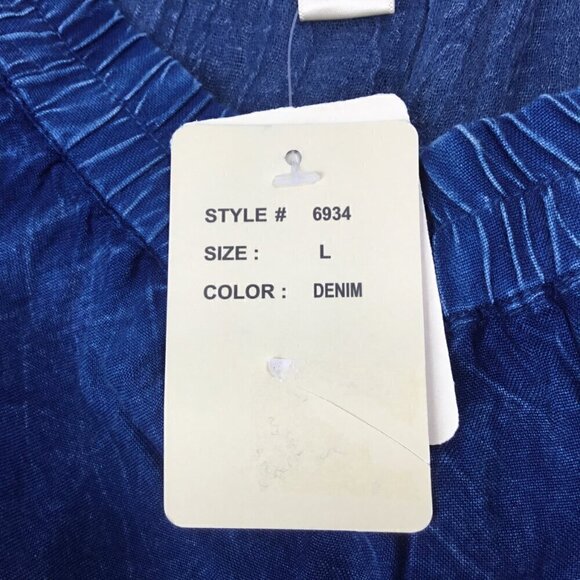 STYLE # 6934
SIZE : L
COLOR : DENIM